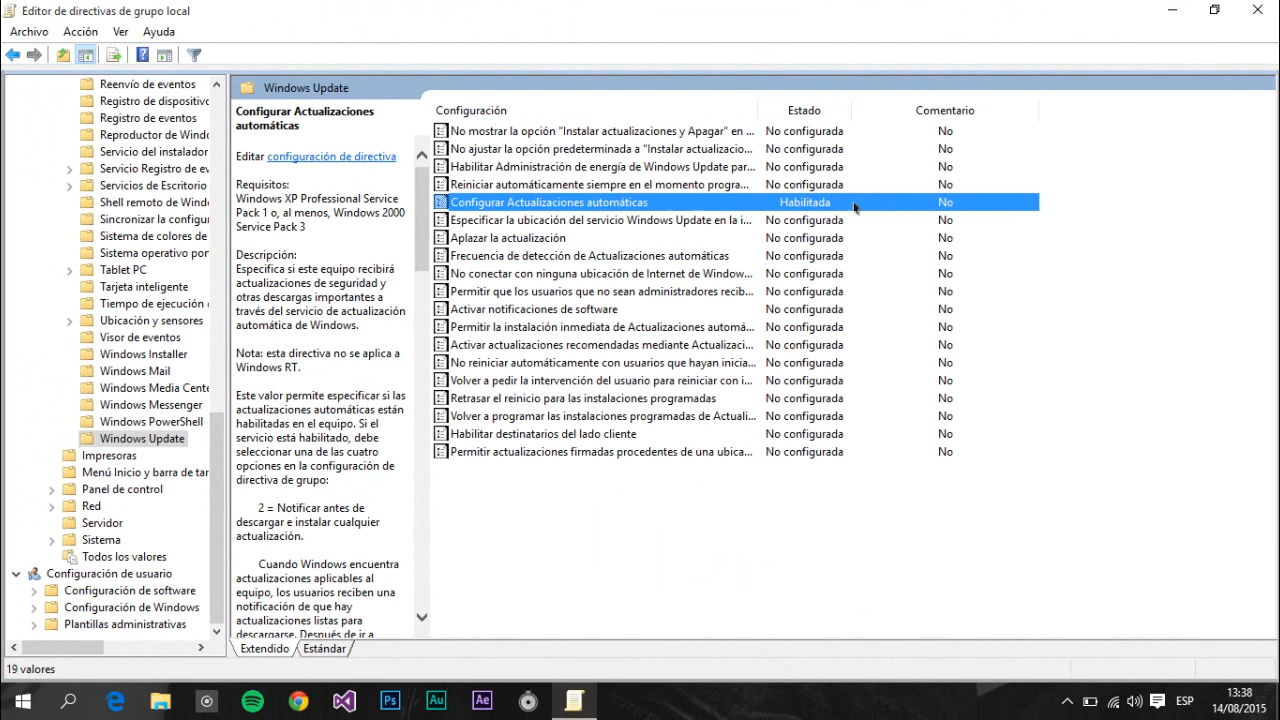 Editor de directivas de grupo local
Archivo Acción Ver Ayuda
Reenvío de eventos
Registro de dispositivo
Registro de eventos
Reproductor de Windo
Servicio del instalador
Servicio Registro de ev
Servicios de Escritorio
Shell remoto de Windo
Sincronizar la configur
Sistema de colores de
Sistema operativo port
Tablet PC
Tarjeta inteligente
Tiempo de ejecución d
Ubicación y sensores
Visor de eventos
Windows Installer
Windows Mail
Windows Media Cente
Windows Messenger
Windows PowerShell
Windows Update
Impresoras
Menú Inicio y barra de tar
Panel de control
Red
Servidor
Sistema
Todos los valores
Configuración de usuario
Configuración de software
Configuración de Windows
Plantillas administrativas
Windows Update
Configurar Actualizaciones
automáticas
Editar configuración de directiva
Requisitos:
Windows XP Professional Service
Pack 1 o, al menos, Windows 2000
Service Pack 3
Descripción:
Especifica si este equipo recibirá
actualizaciones de seguridad y
otras descargas importantes a
través del servicio de actualización
automática de Windows.
Nota: esta directiva no se aplica a
Windows RT.
Este valor permite especificar si las
actualizaciones automáticas están
habilitadas en el equipo. Si el
servicio está habilitado, debe
seleccionar una de las cuatro
opciones en la configuración de
directiva de grupo:
2 = Notificar antes de
descargar e instalar cualquier
actualización.
Cuando Windows encuentra
actualizaciones aplicables al
equipo, los usuarios reciben una
notificación de que hay
actualizaciones listas para
descargarse. Después de ir a
Configuración Estado Comentario
No mostrar la opción "Instalar actualizaciones y Apagar" en ... No configurada No
No ajustar la opción predeterminada a "Instalar actualizacio... No configurada No
Habilitar Administración de energía de Windows Update par... No configurada No
Reiniciar automáticamente siempre en el momento progra... No configurada No
Configurar Actualizaciones automáticas Habilitada No
Especificar la ubicación del servicio Windows Update en la i... No configurada No
Aplazar la actualización No configurada No
Frecuencia de detección de Actualizaciones automáticas No configurada No
No conectar con ninguna ubicación de Internet de Window... No configurada No
Permitir que los usuarios que no sean administradores recib... No configurada No
Activar notificaciones de software No configurada No
Permitir la instalación inmediata de Actualizaciones automá... No configurada No
Activar actualizaciones recomendadas mediante Actualizaci... No configurada No
No reiniciar automáticamente con usuarios que hayan inicia... No configurada No
Volver a pedir la intervención del usuario para reiniciar con i... No configurada No
Retrasar el reinicio para las instalaciones programadas No configurada No
Volver a programar las instalaciones programadas de Actuali... No configurada No
Habilitar destinatarios del lado cliente No configurada No
Permitir actualizaciones firmadas procedentes de una ubica... No configurada No
Extendido Estándar
19 valores
Ps Au Ae
ESP
13:38
14/08/2015